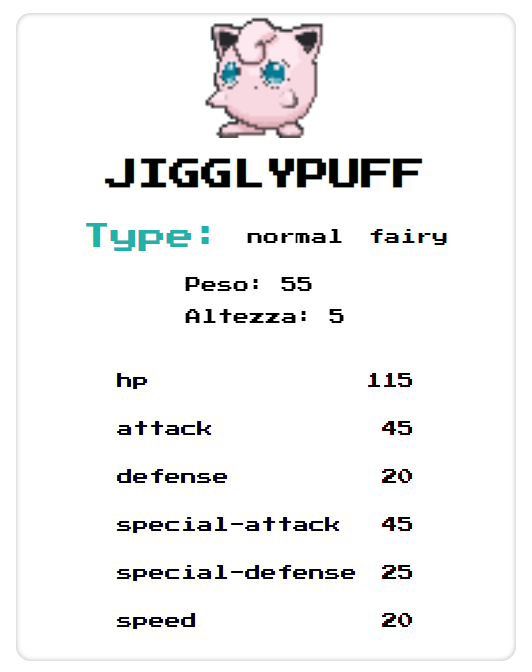 JIGGLYPUFF
Type: normal fairy
Peso: 55
Altezza: 5
hp 115
attack 45
defense 20
special-attack 45
special-defense 25
speed 20